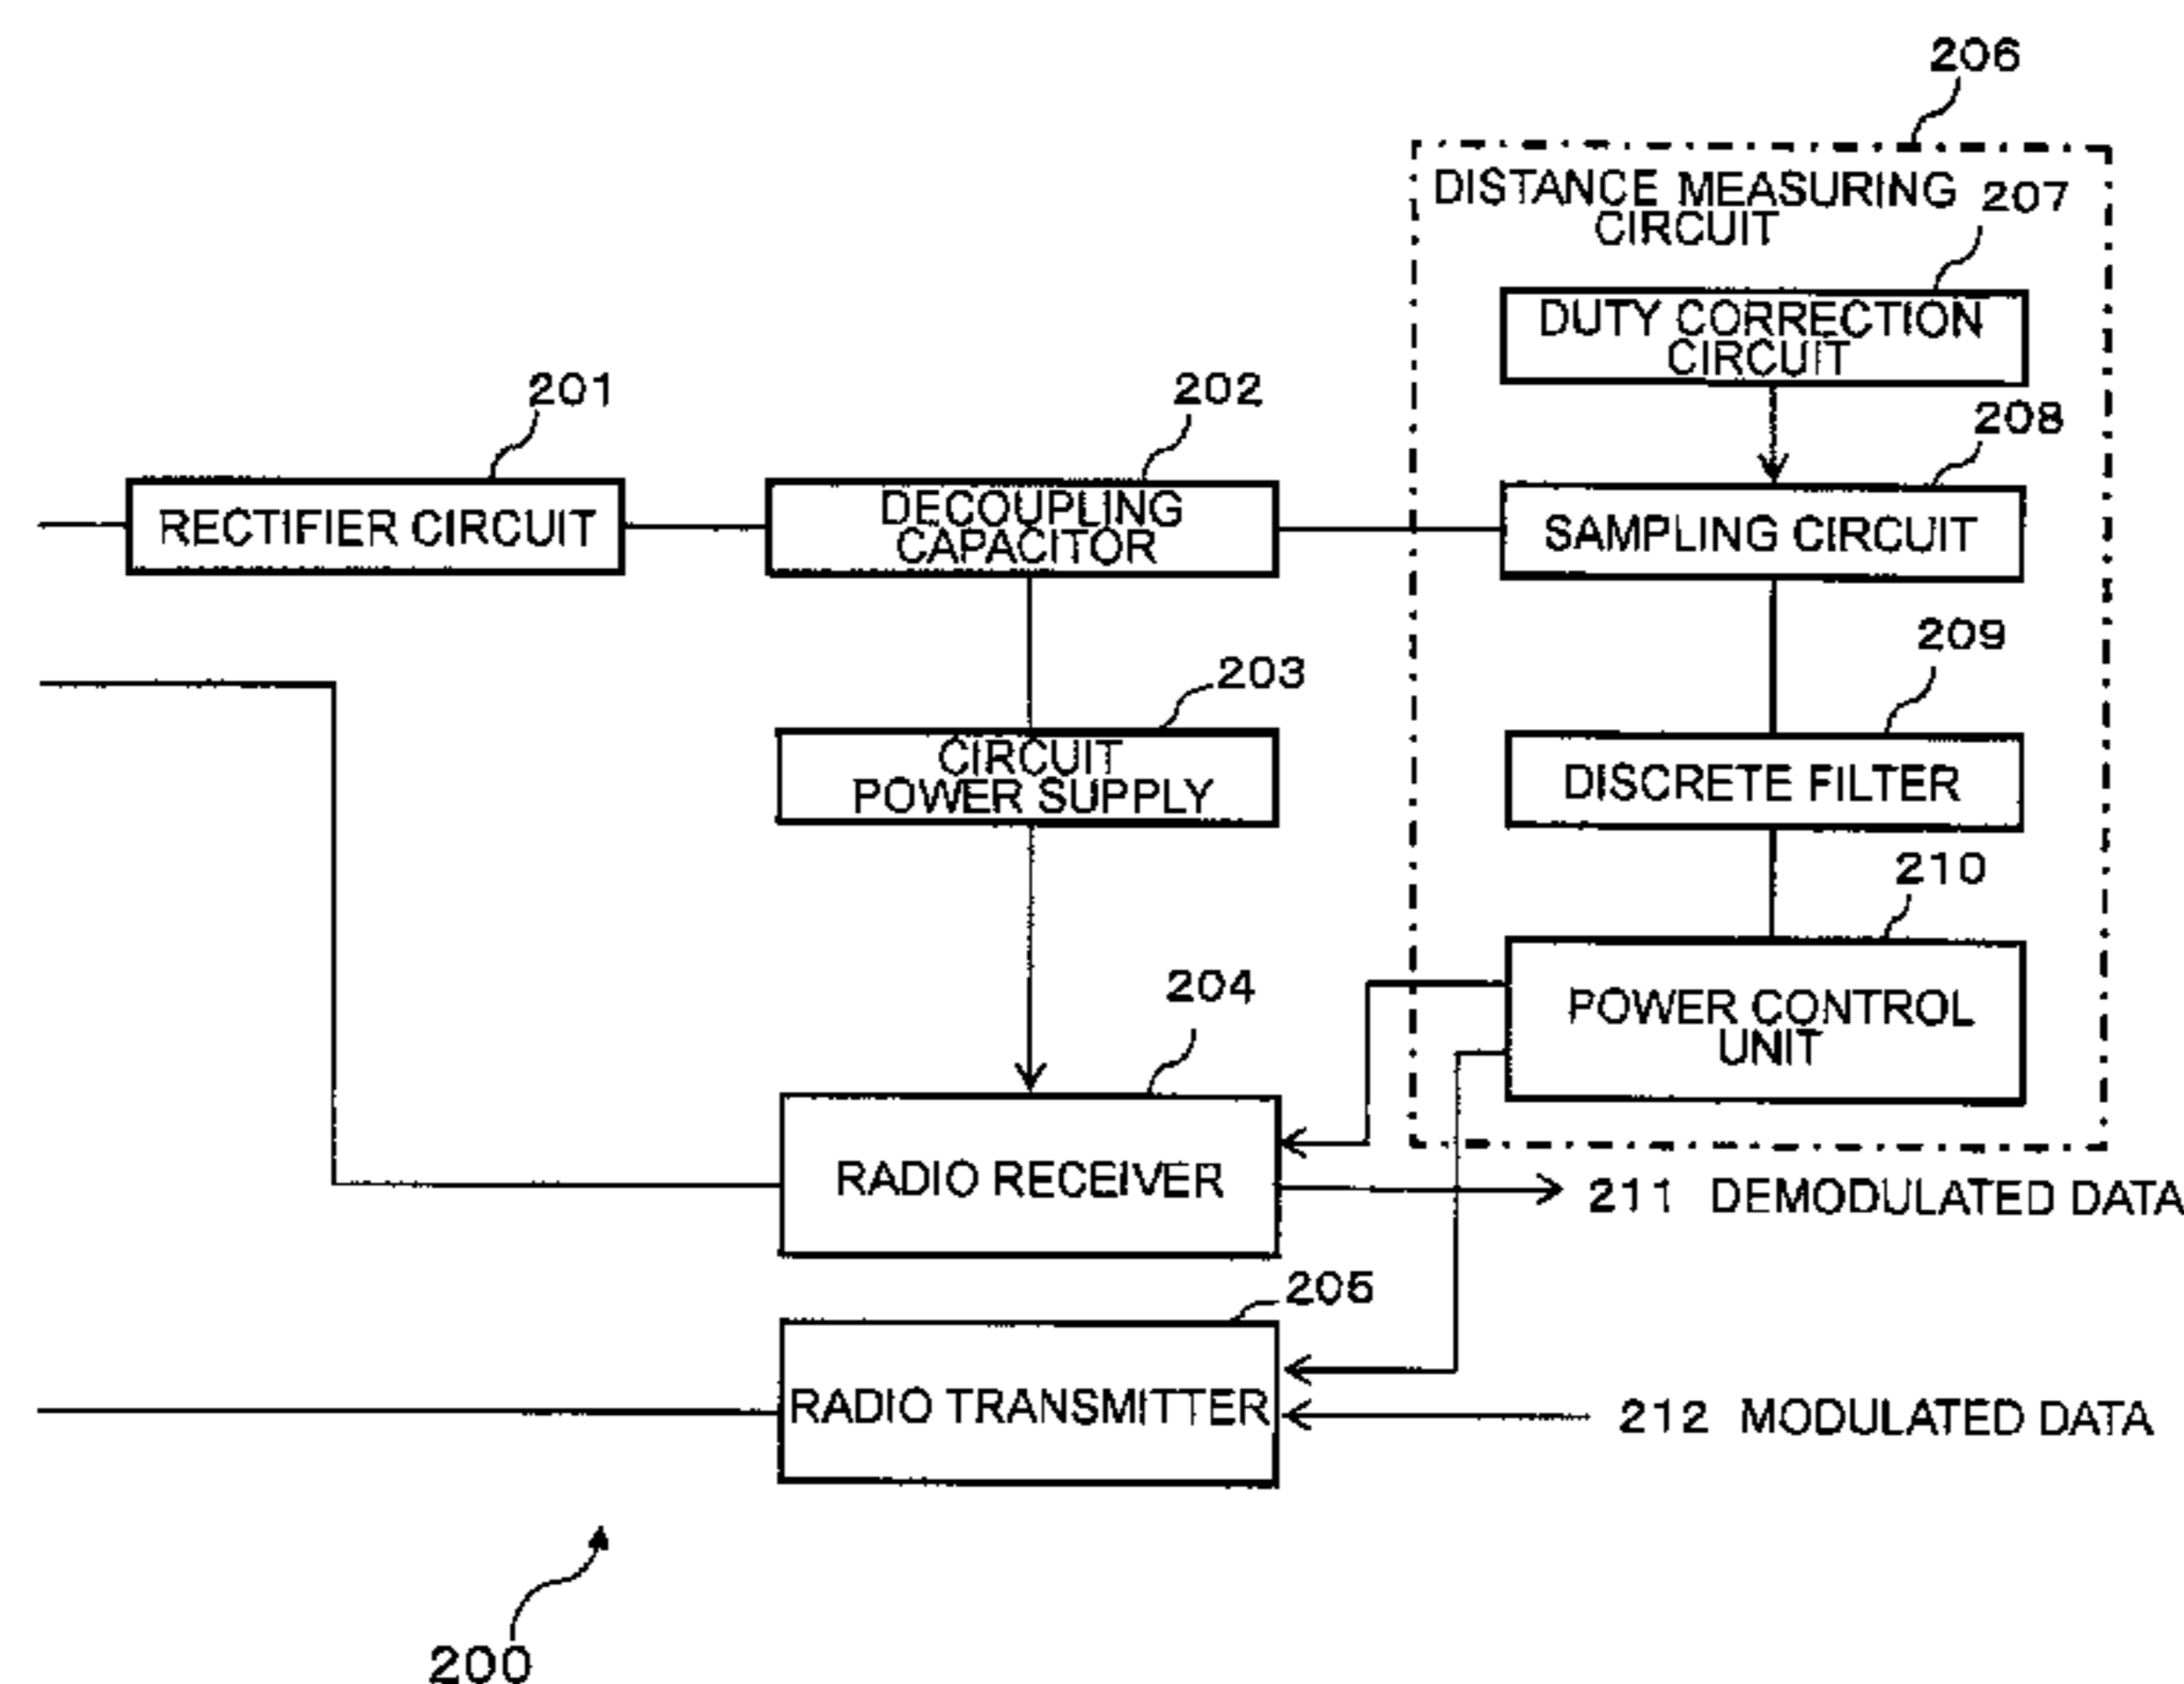 206
DISTANCE MEASURING
CIRCUIT
207
DUTY CORRECTION
CIRCUIT
201
202
208
RECTIFIER CIRCUIT
DECOUPLING
CAPACITOR
SAMPLING CIRCUIT
209
203
CIRCUIT
POWER SUPPLY
DISCRETE FILTER
210
204
POWER CONTROL
UNIT
RADIO RECEIVER
211 DEMODULATED DATA
205
RADIO TRANSMITTER
212 MODULATED DATA
200